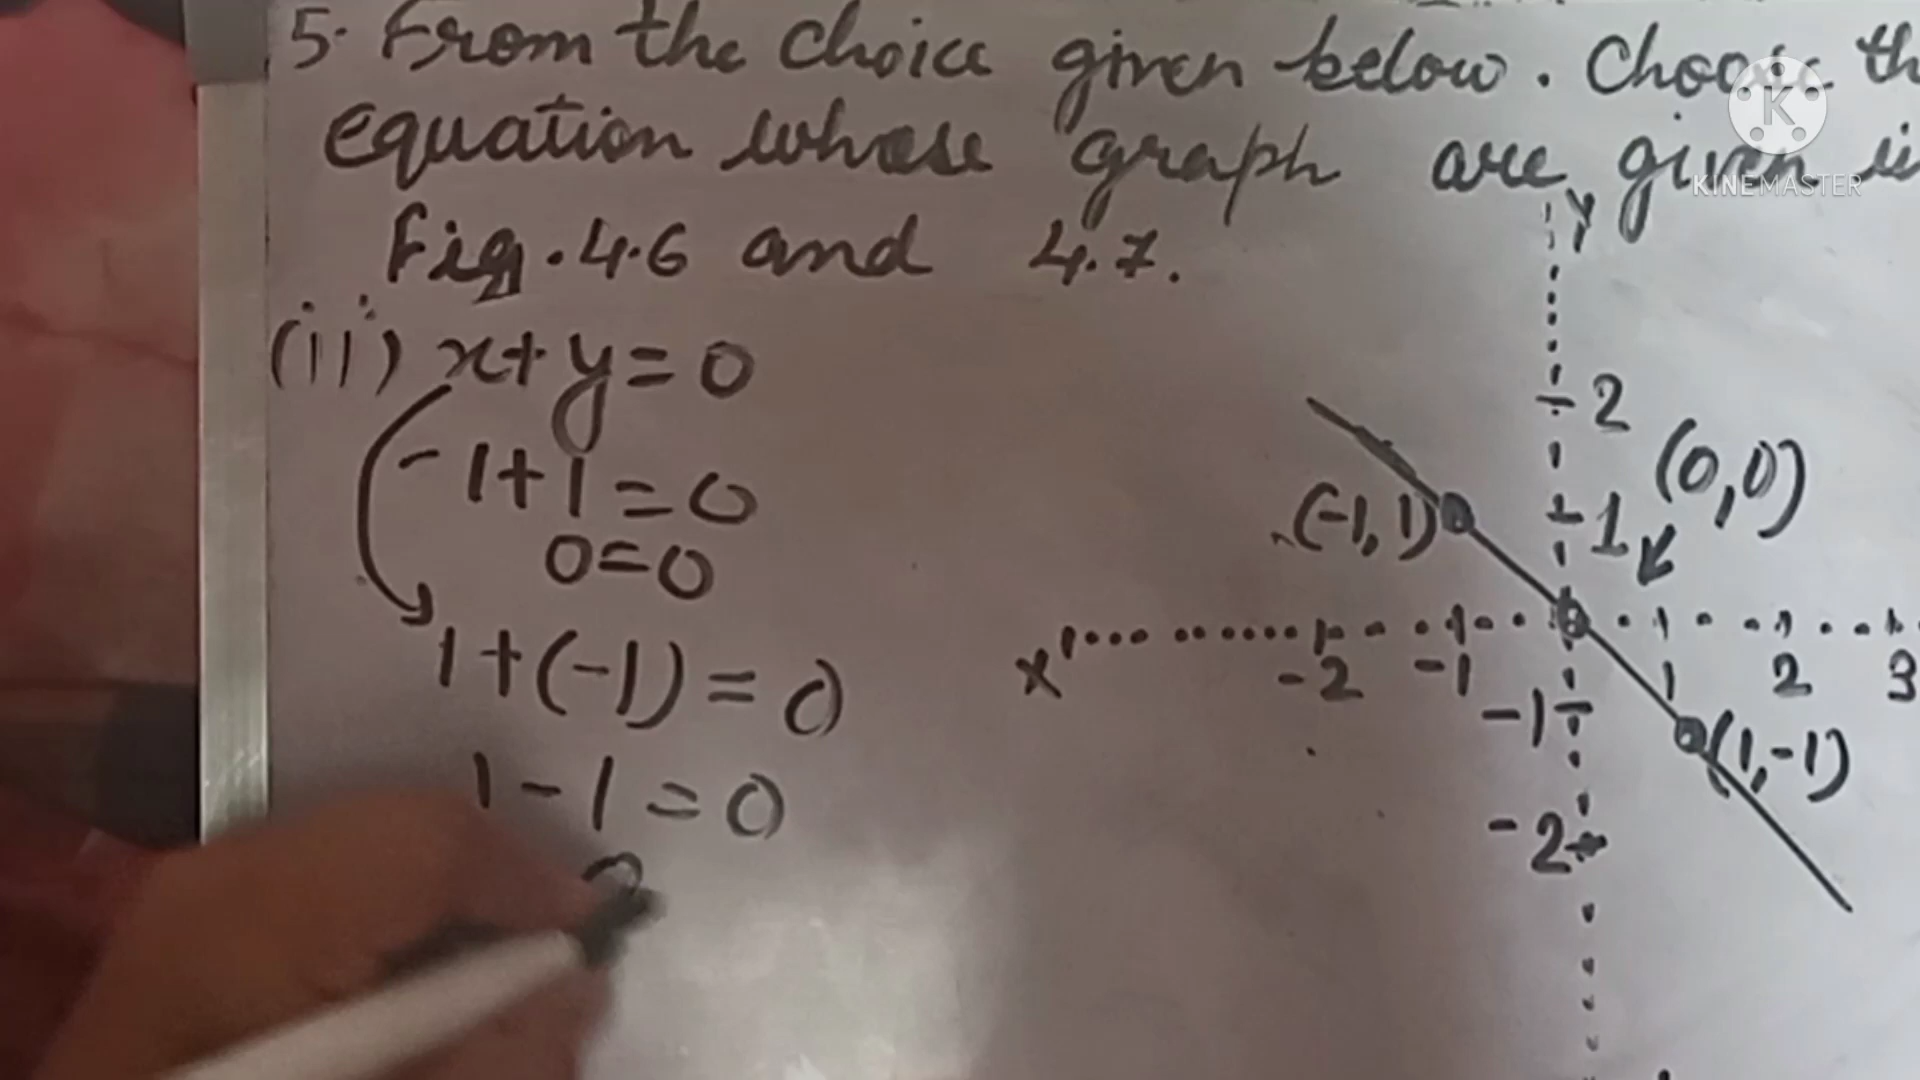 5. From the choice given below. Choose th
equation whose graph are given in
Fig. 4.6 and 4.7.
(ii) x+y=0
-1+1=0
0=0
1+(-1)=0
1-1=0
0
Y
2
1
(0,0)
(-1,1)
X'
-2 -1 1 2 3
-1
(1,-1)
-2
K
KINEMASTER